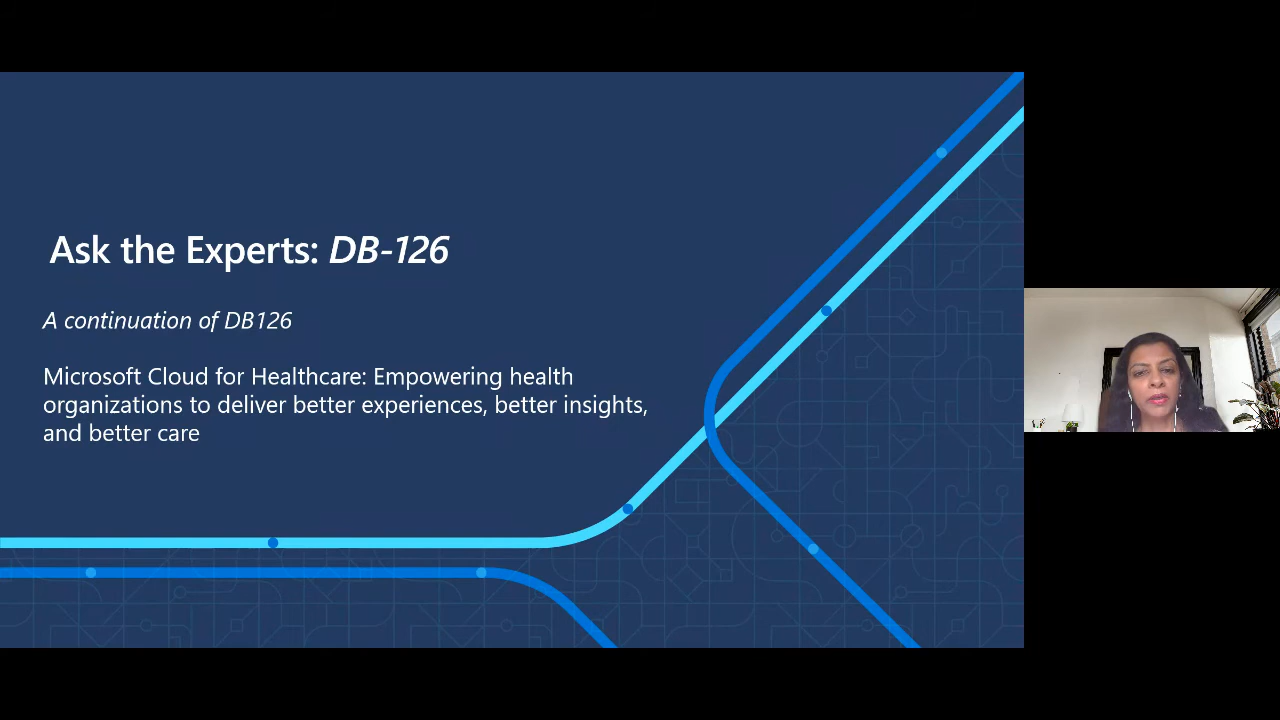 Ask the Experts: DB-126
A continuation of DB126
Microsoft Cloud for Healthcare: Empowering health
organizations to deliver better experiences, better insights,
and better care